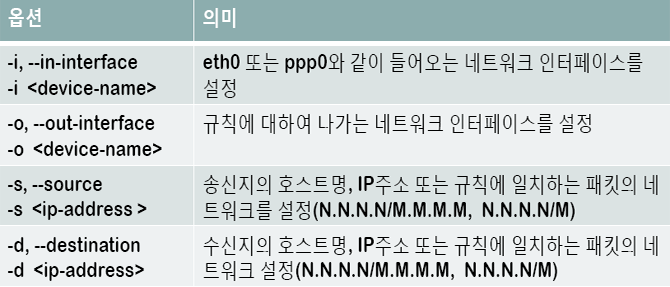 옵션 의미
-i, --in-interface
-i <device-name>
eth0 또는 ppp0와 같이 들어오는 네트워크 인터페이스를
설정
-o, --out-interface
-o <device-name>
규칙에 대하여 나가는 네트워크 인터페이스를 설정
-s, --source
-s <ip-address >
송신지의 호스트명, IP주소 또는 규칙에 일치하는 패킷의 네
트워크를 설정(N.N.N.N/M.M.M.M, N.N.N.N/M)
-d, --destination
-d <ip-address>
수신지의 호스트명, IP주소 또는 규칙에 일치하는 패킷의 네
트워크 설정(N.N.N.N/M.M.M.M, N.N.N.N/M)